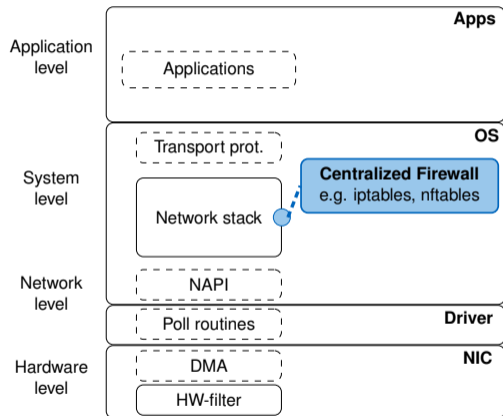 Apps
Application
level
Applications
OS
Transport prot.
System
level
Centralized Firewall
e.g. iptables, nftables
Network stack
Network
level
NAPI
Driver
Poll routines
NIC
Hardware
level
DMA
HW-filter